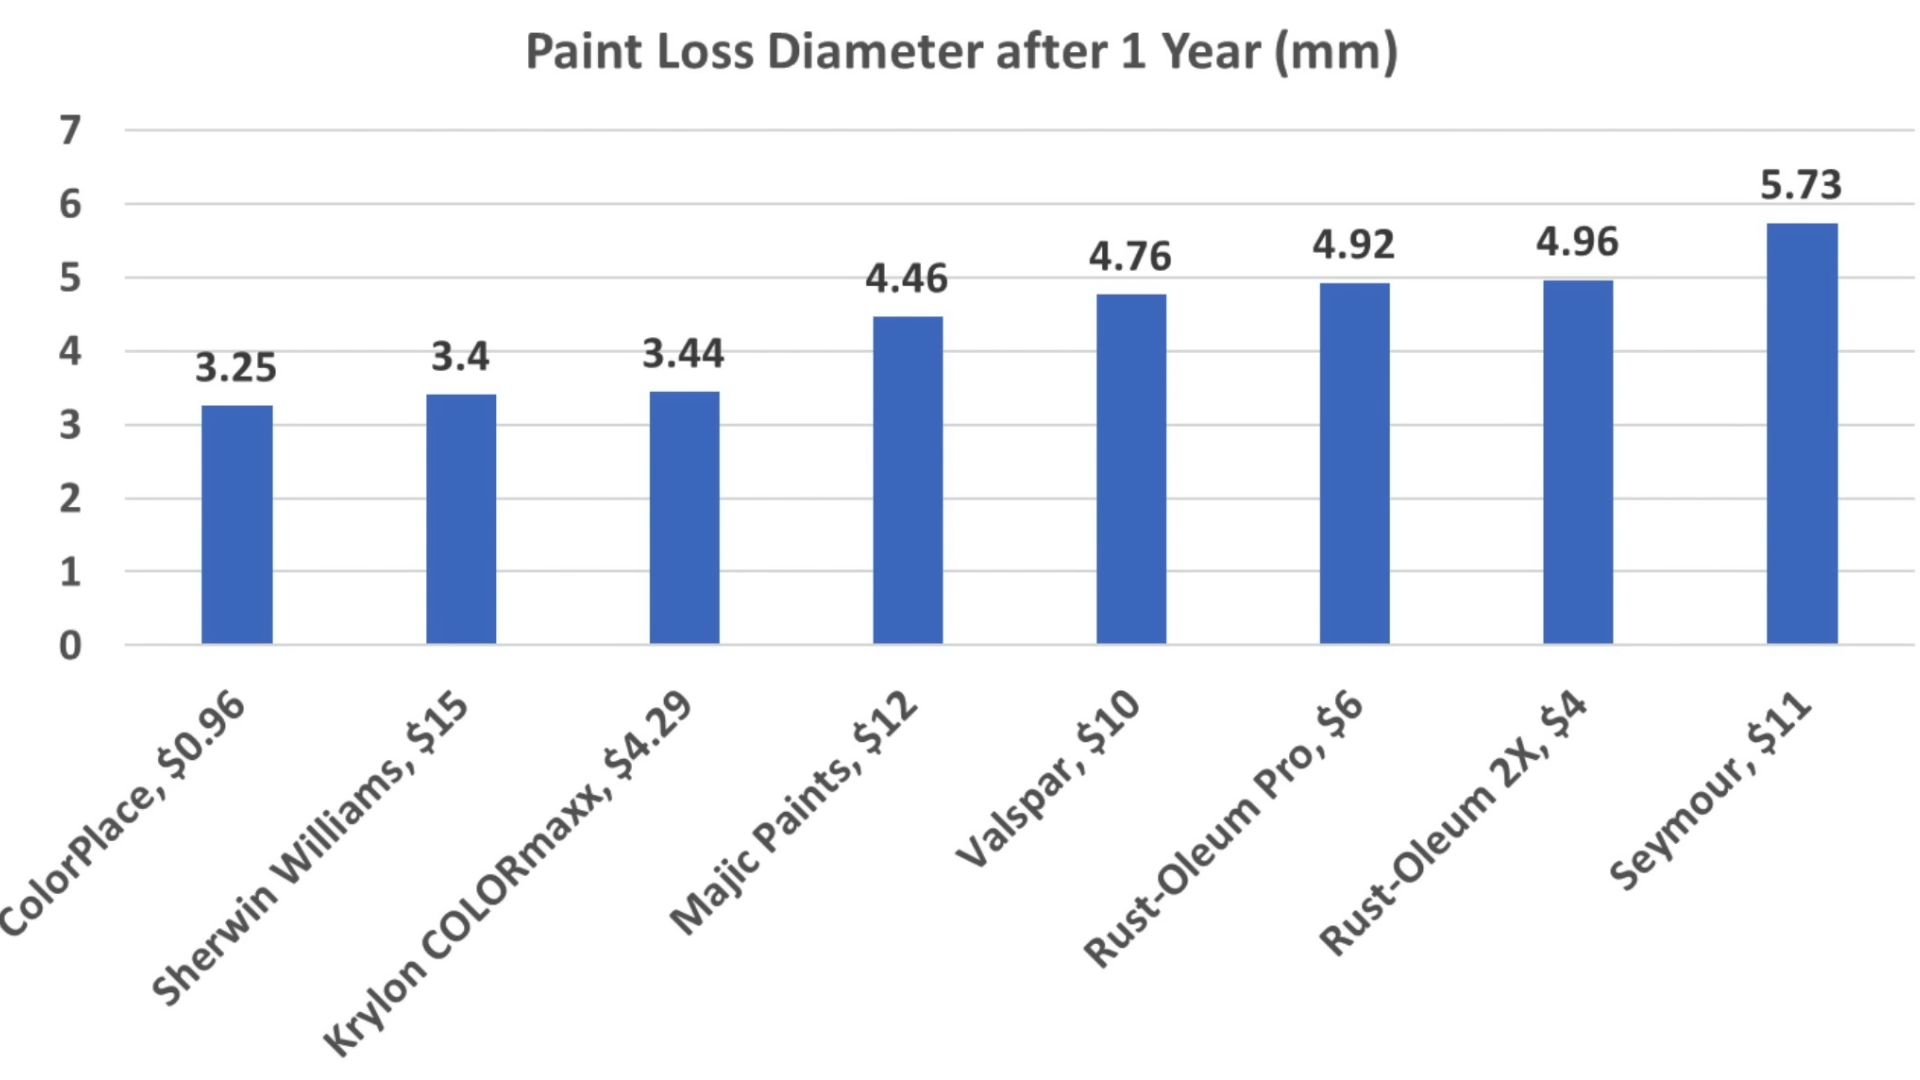 Paint Loss Diameter after 1 Year (mm)
7
6
5
4
3
2
1
0
3.25
3.4
3.44
4.46
4.76
4.92
4.96
5.73
ColorPlace, $0.96
Sherwin Williams, $15
Krylon COLORmaxx, $4.29
Majic Paints, $12
Valspar, $10
Rust-Oleum Pro, $6
Rust-Oleum 2X, $4
Seymour, $11